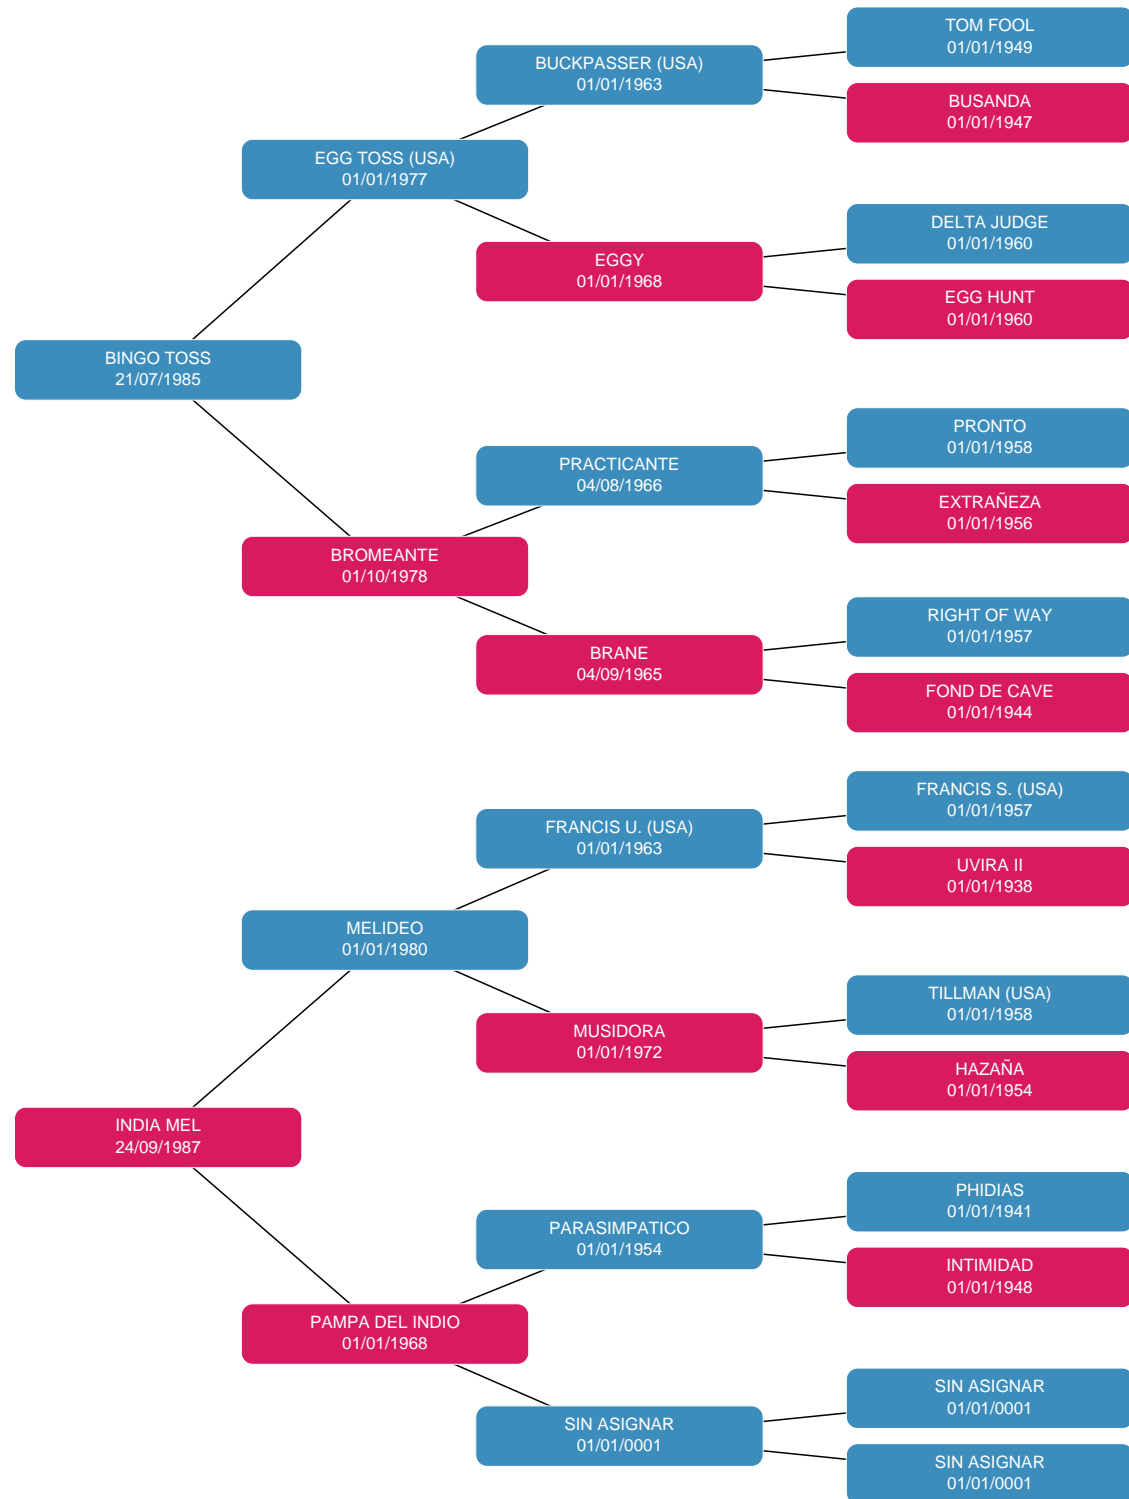 TOM FOOL
01/01/1949
BUCKPASSER (USA)
01/01/1963
BUSANDA
01/01/1947
EGG TOSS (USA)
01/01/1977
DELTA JUDGE
01/01/1960
EGGY
01/01/1968
EGG HUNT
01/01/1960
BINGO TOSS
21/07/1985
PRONTO
01/01/1958
PRACTICANTE
04/08/1966
EXTRAÑEZA
01/01/1956
BROMEANTE
01/10/1978
RIGHT OF WAY
01/01/1957
BRANE
04/09/1965
FOND DE CAVE
01/01/1944
FRANCIS S. (USA)
01/01/1957
FRANCIS U. (USA)
01/01/1963
UVIRA II
01/01/1938
MELIDEO
01/01/1980
TILLMAN (USA)
01/01/1958
MUSIDORA
01/01/1972
HAZAÑA
01/01/1954
INDIA MEL
24/09/1987
PHIDIAS
01/01/1941
PARASIMPATICO
01/01/1954
INTIMIDAD
01/01/1948
PAMPA DEL INDIO
01/01/1968
SIN ASIGNAR
01/01/0001
SIN ASIGNAR
01/01/0001
SIN ASIGNAR
01/01/0001